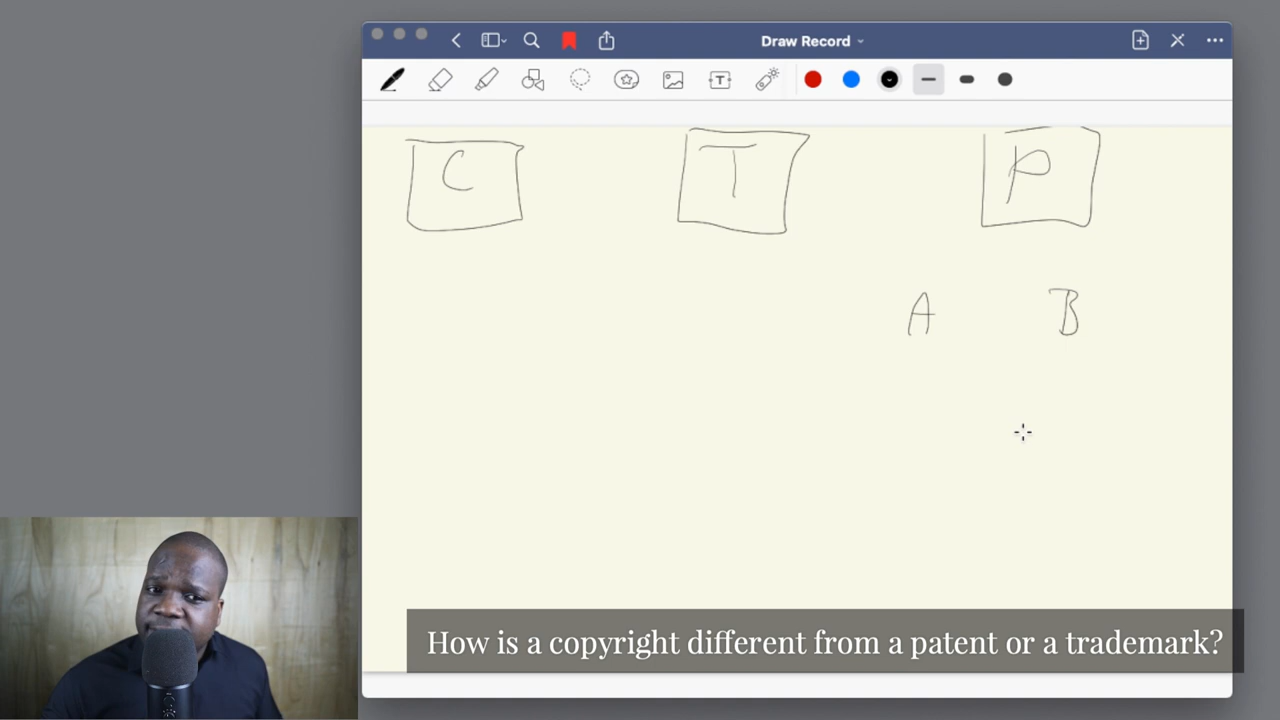 Draw Record
T
C T P
A B
How is a copyright different from a patent or a trademark?